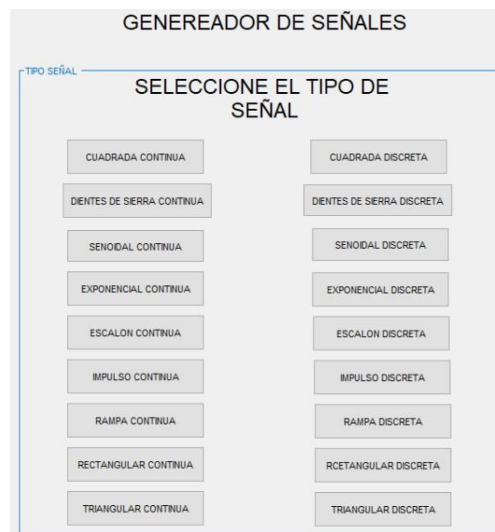 GENEREADOR DE SEÑALES
TIPO SEÑAL
SELECCIONE EL TIPO DE
SEÑAL
CUADRADA CONTINUA
CUADRADA DISCRETA
DIENTES DE SIERRA CONTINUA
DIENTES DE SIERRA DISCRETA
SENOIDAL CONTINUA
SENOIDAL DISCRETA
EXPONENCIAL CONTINUA
EXPONENCIAL DISCRETA
ESCALON CONTINUA
ESCALON DISCRETA
IMPULSO CONTINUA
IMPULSO DISCRETA
RAMPA CONTINUA
RAMPA DISCRETA
RECTANGULAR CONTINUA
RCETANGULAR DISCRETA
TRIANGULAR CONTINUA
TRIANGULAR DISCRETA